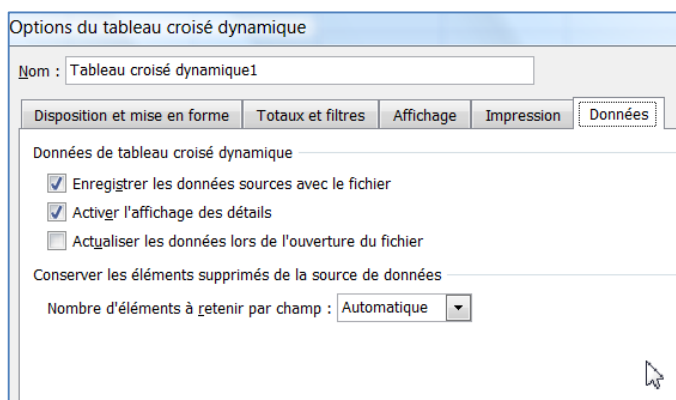 Options du tableau croisé dynamique
Nom : Tableau croisé dynamique1
Disposition et mise en forme Totaux et filtres Affichage Impression Données
Données de tableau croisé dynamique
Enregistrer les données sources avec le fichier
Activer l'affichage des détails
Actualiser les données lors de l'ouverture du fichier
Conserver les éléments supprimés de la source de données
Nombre d'éléments à retenir par champ : Automatique